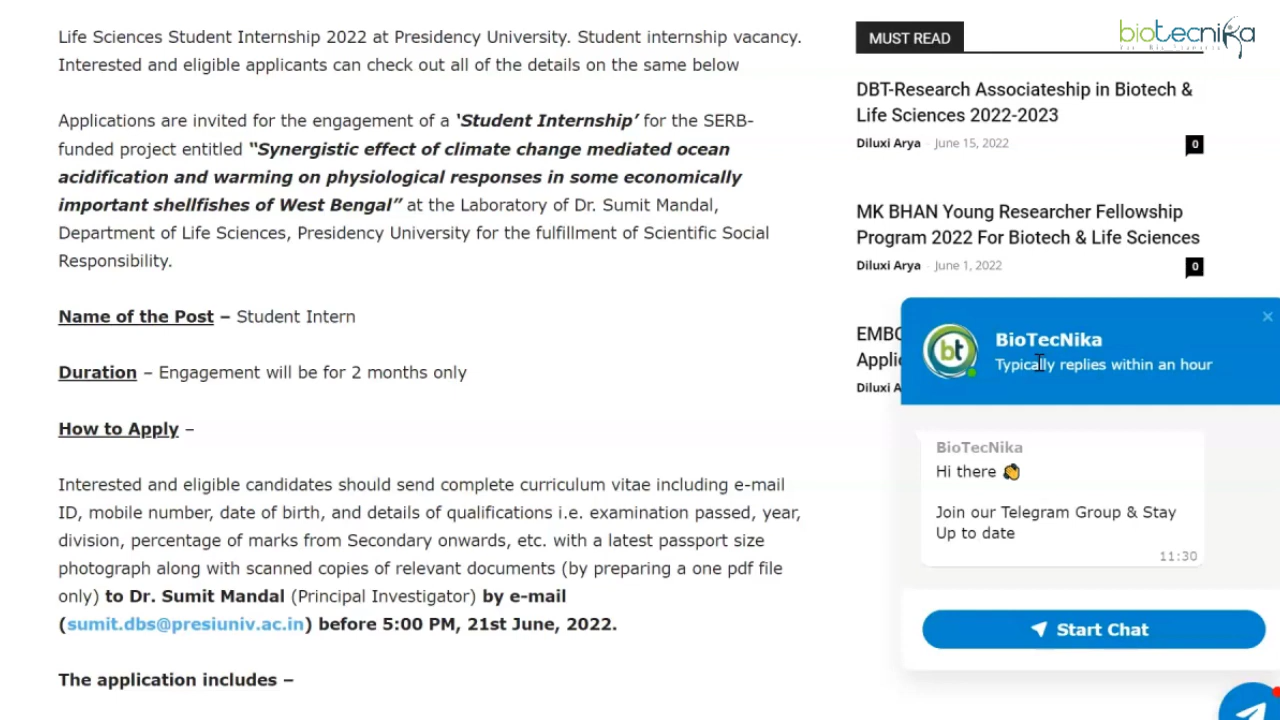 Life Sciences Student Internship 2022 at Presidency University. Student internship vacancy.
Interested and eligible applicants can check out all of the details on the same below
Applications are invited for the engagement of a ‘Student Internship’ for the SERB-
funded project entitled “Synergistic effect of climate change mediated ocean
acidification and warming on physiological responses in some economically
important shellfishes of West Bengal” at the Laboratory of Dr. Sumit Mandal,
Department of Life Sciences, Presidency University for the fulfillment of Scientific Social
Responsibility.
Name of the Post – Student Intern
Duration – Engagement will be for 2 months only
How to Apply –
Interested and eligible candidates should send complete curriculum vitae including e-mail
ID, mobile number, date of birth, and details of qualifications i.e. examination passed, year,
division, percentage of marks from Secondary onwards, etc. with a latest passport size
photograph along with scanned copies of relevant documents (by preparing a one pdf file
only) to Dr. Sumit Mandal (Principal Investigator) by e-mail
(sumit.dbs@presiuniv.ac.in) before 5:00 PM, 21st June, 2022.
The application includes –
MUST READ
biotecnika
DBT-Research Associateship in Biotech &
Life Sciences 2022-2023
Diluxi Arya - June 15, 2022 0
MK BHAN Young Researcher Fellowship
Program 2022 For Biotech & Life Sciences
Diluxi Arya - June 1, 2022 0
EMBO
Applic
Diluxi A
bt
BioTecNika
Typically replies within an hour
BioTecNika
Hi there 👏
Join our Telegram Group & Stay
Up to date
11:30
Start Chat